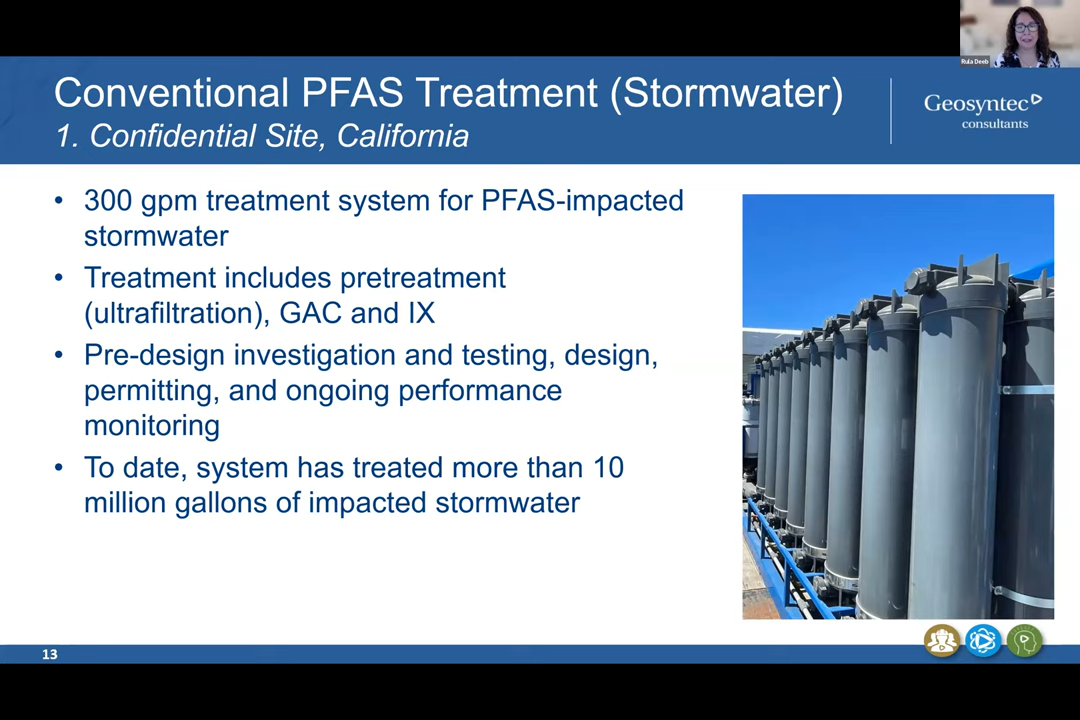 Rula Deeb
Conventional PFAS Treatment (Stormwater)
1. Confidential Site, California
Geosyntec
consultants
• 300 gpm treatment system for PFAS-impacted
stormwater
• Treatment includes pretreatment
(ultrafiltration), GAC and IX
• Pre-design investigation and testing, design,
permitting, and ongoing performance
monitoring
• To date, system has treated more than 10
million gallons of impacted stormwater
13